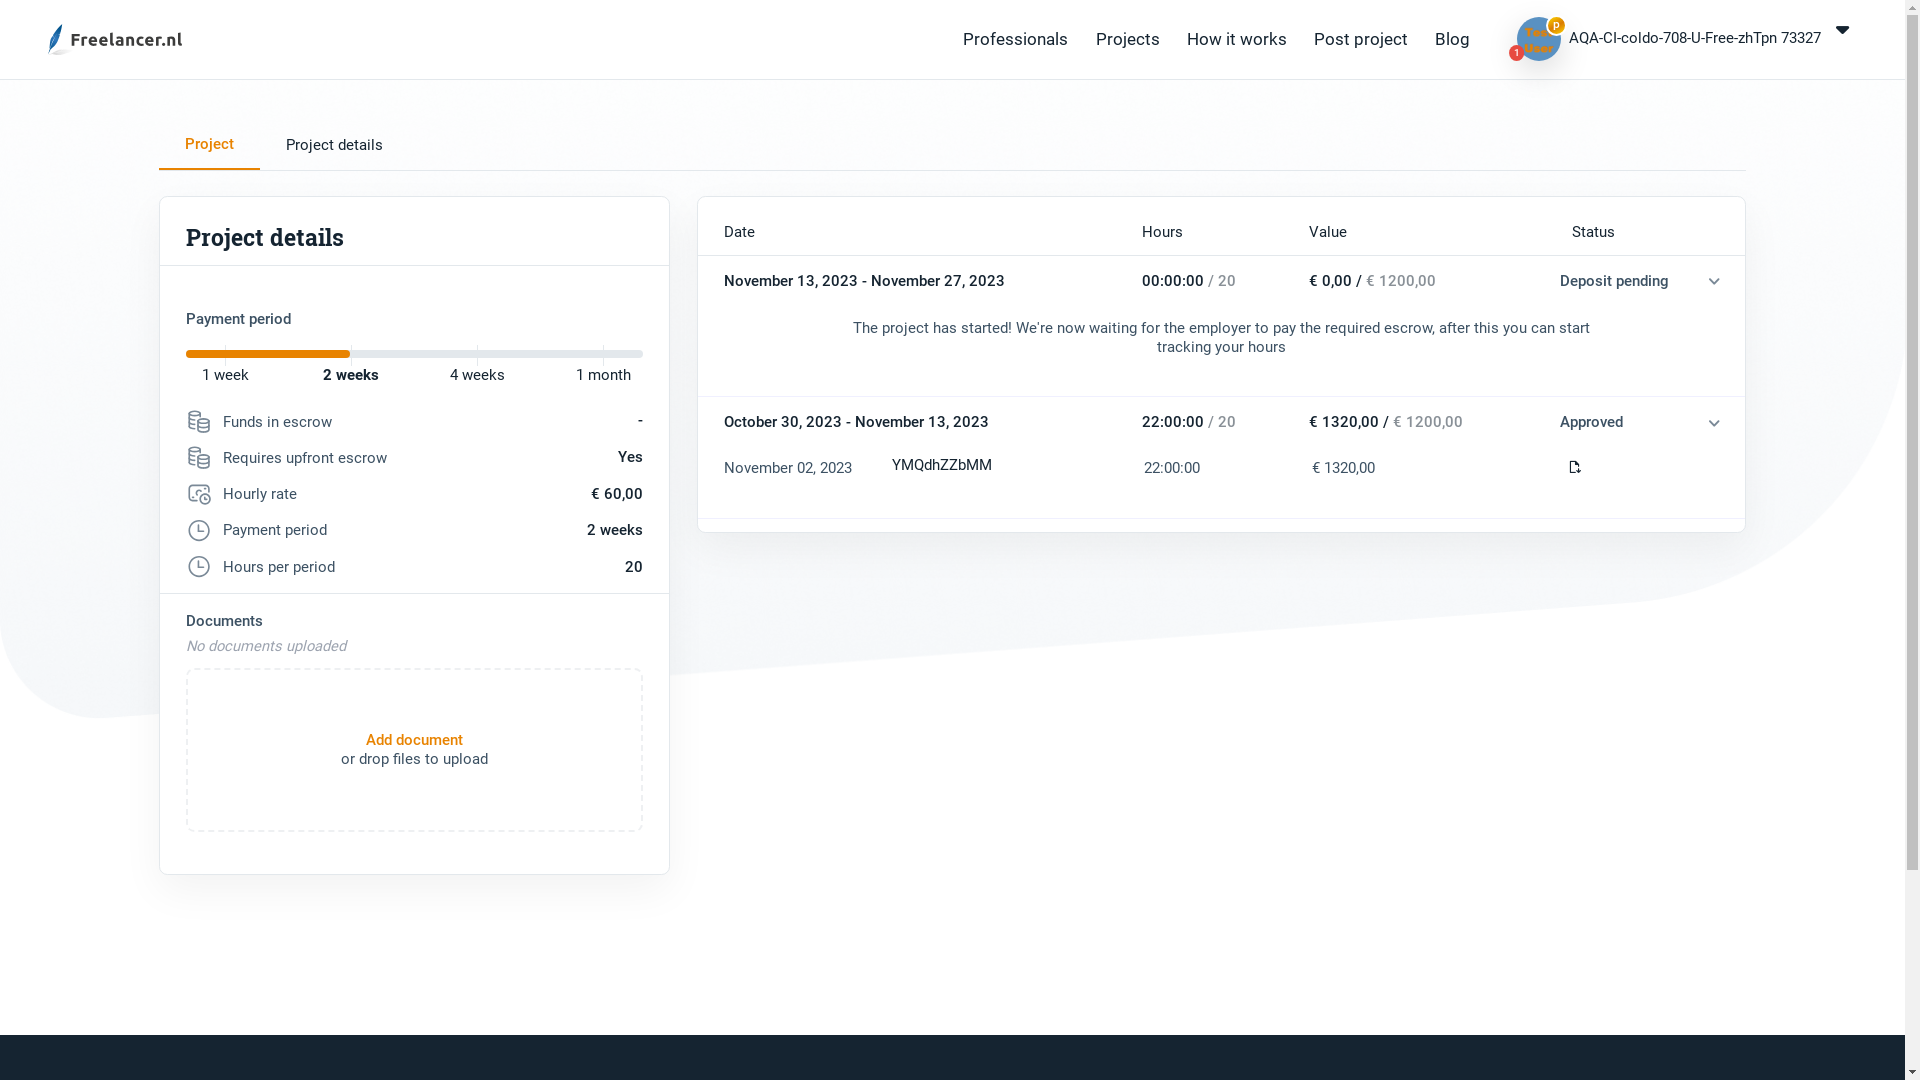 Freelancer.nl
Professionals
Projects
How it works
Post project
Blog
Test
User
p
1
AQA-CI-coldo-708-U-Free-zhTpn 73327
Project
Project details
Project details
Payment period
1 week
2 weeks
4 weeks
1 month
Funds in escrow -
Requires upfront escrow Yes
Hourly rate € 60,00
Payment period 2 weeks
Hours per period 20
Documents
No documents uploaded
Add document
or drop files to upload
Date Hours Value Status
November 13, 2023 - November 27, 2023 00:00:00 / 20 € 0,00 / € 1200,00 Deposit pending
The project has started! We're now waiting for the employer to pay the required escrow, after this you can start
tracking your hours
October 30, 2023 - November 13, 2023 22:00:00 / 20 € 1320,00 / € 1200,00 Approved
November 02, 2023 YMQdhZZbMM 22:00:00 € 1320,00